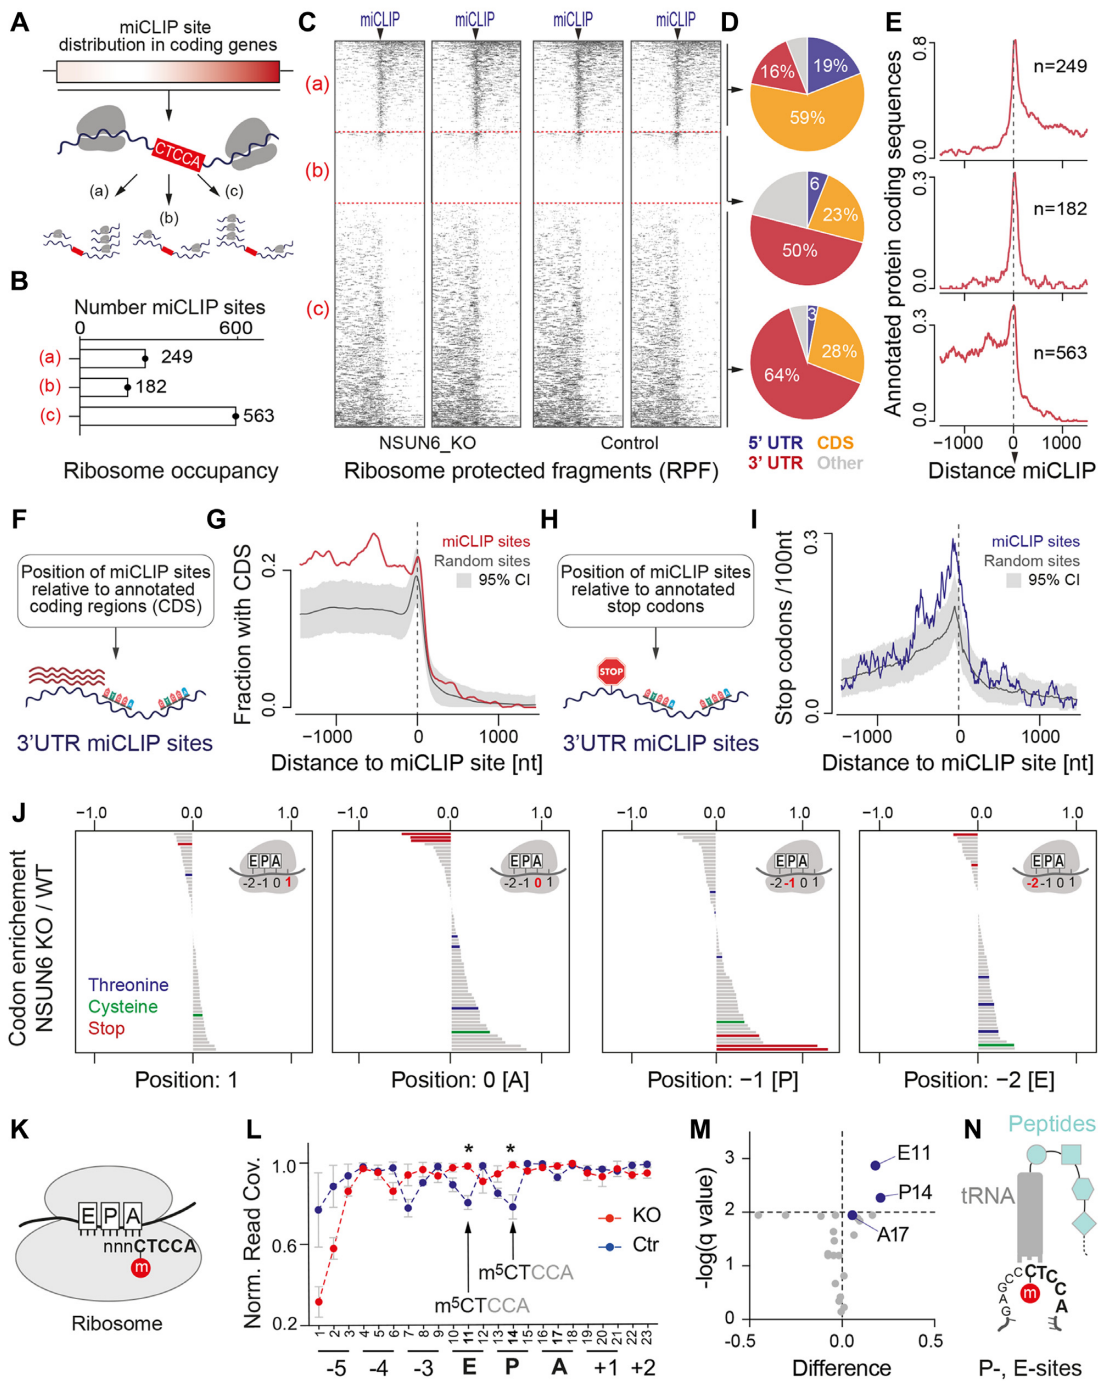 A
miCLIP site
distribution in coding genes
CTCCA
(a)
(b)
(c)
B
Number miCLIP sites
0 600
(a) 249
(b) 182
(c) 563
Ribosome occupancy
C
miCLIP miCLIP miCLIP miCLIP
(a)
(b)
(c)
NSUN6_KO Control
Ribosome protected fragments (RPF)
D
19%
16%
59%
6
23%
50%
3
28%
64%
5' UTR CDS
3' UTR Other
E
Annotated protein coding sequences
0.8
0.0
n=249
0.3
0.0
n=182
0.3
0.0
n=563
−1000 0 1000
Distance miCLIP
F
Position of miCLIP sites
relative to annotated
coding regions (CDS)
3'UTR miCLIP sites
G
Fraction with CDS
0.2
0.0
miCLIP sites
Random sites
95% CI
−1000 0 1000
Distance to miCLIP site [nt]
H
Position of miCLIP sites
relative to annotated
stop codons
STOP
3'UTR miCLIP sites
I
Stop codons /100nt
0.3
0.0
miCLIP sites
Random sites
95% CI
−1000 0 1000
Distance to miCLIP site [nt]
J
Codon enrichment
NSUN6 KO / WT
−1.0 0.0 1.0
E P A
-2 -1 0 1
Threonine
Cysteine
Stop
Position: 1
−1.0 0.0 1.0
E P A
-2 -1 0 1
Position: 0 [A]
−1.0 0.0 1.0
E P A
-2 -1 0 1
Position: −1 [P]
−1.0 0.0 1.0
E P A
-2 -1 0 1
Position: −2 [E]
K
E P A
nnnCTCCA
m
Ribosome
L
Norm. Read Cov.
1.0
0.6
0.2
* *
KO
Ctr
m⁵CTCCA
m⁵CTCCA
1 2 3 4 5 6 7 8 9 10 11 12 13 14 15 16 17 18 19 20 21 22 23
-5 -4 -3 E P A +1 +2
M
-log(q value)
3
2
1
0
E11
P14
A17
-0.5 0.0 0.5
Difference
N
Peptides
tRNA
GAGCCCTCCA
m
P-, E-sites